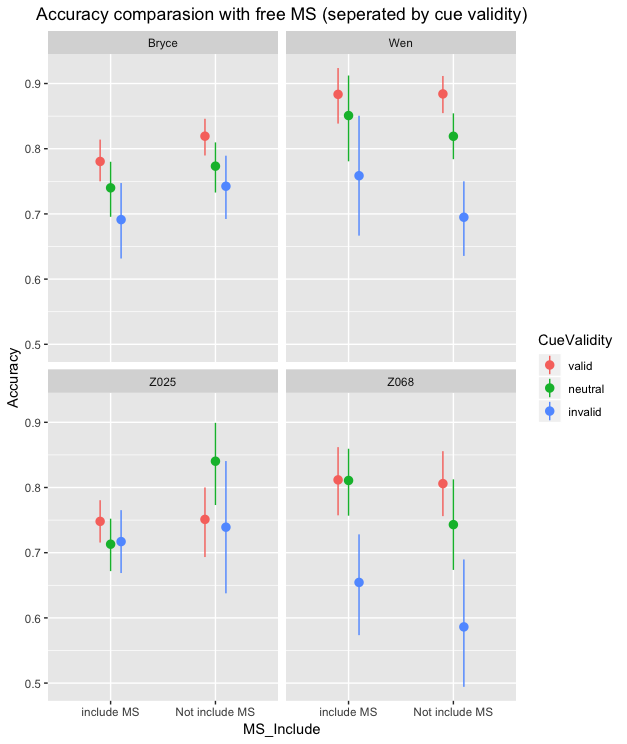 Accuracy comparasion with free MS (seperated by cue validity)
Bryce
Wen
0.9
0.8
0.7
0.6
0.5
Z025
Z068
0.9
0.8
0.7
0.6
0.5
Accuracy
include MS
Not include MS
include MS
Not include MS
MS_Include
CueValidity
valid
neutral
invalid